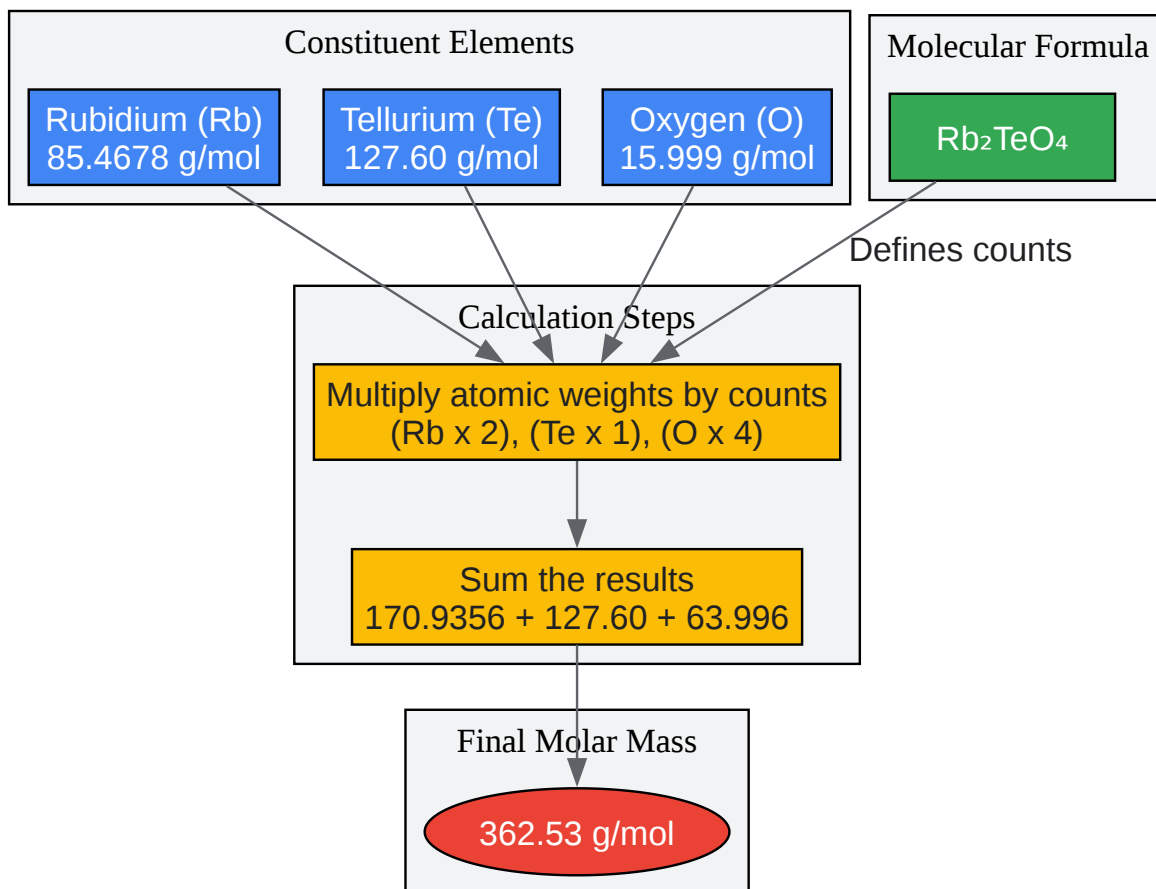 Constituent Elements
Rubidium (Rb)
85.4678 g/mol
Tellurium (Te)
127.60 g/mol
Oxygen (O)
15.999 g/mol
Molecular Formula
Rb₂TeO₄
Defines counts
Calculation Steps
Multiply atomic weights by counts
(Rb x 2), (Te x 1), (O x 4)
Sum the results
170.9356 + 127.60 + 63.996
Final Molar Mass
362.53 g/mol